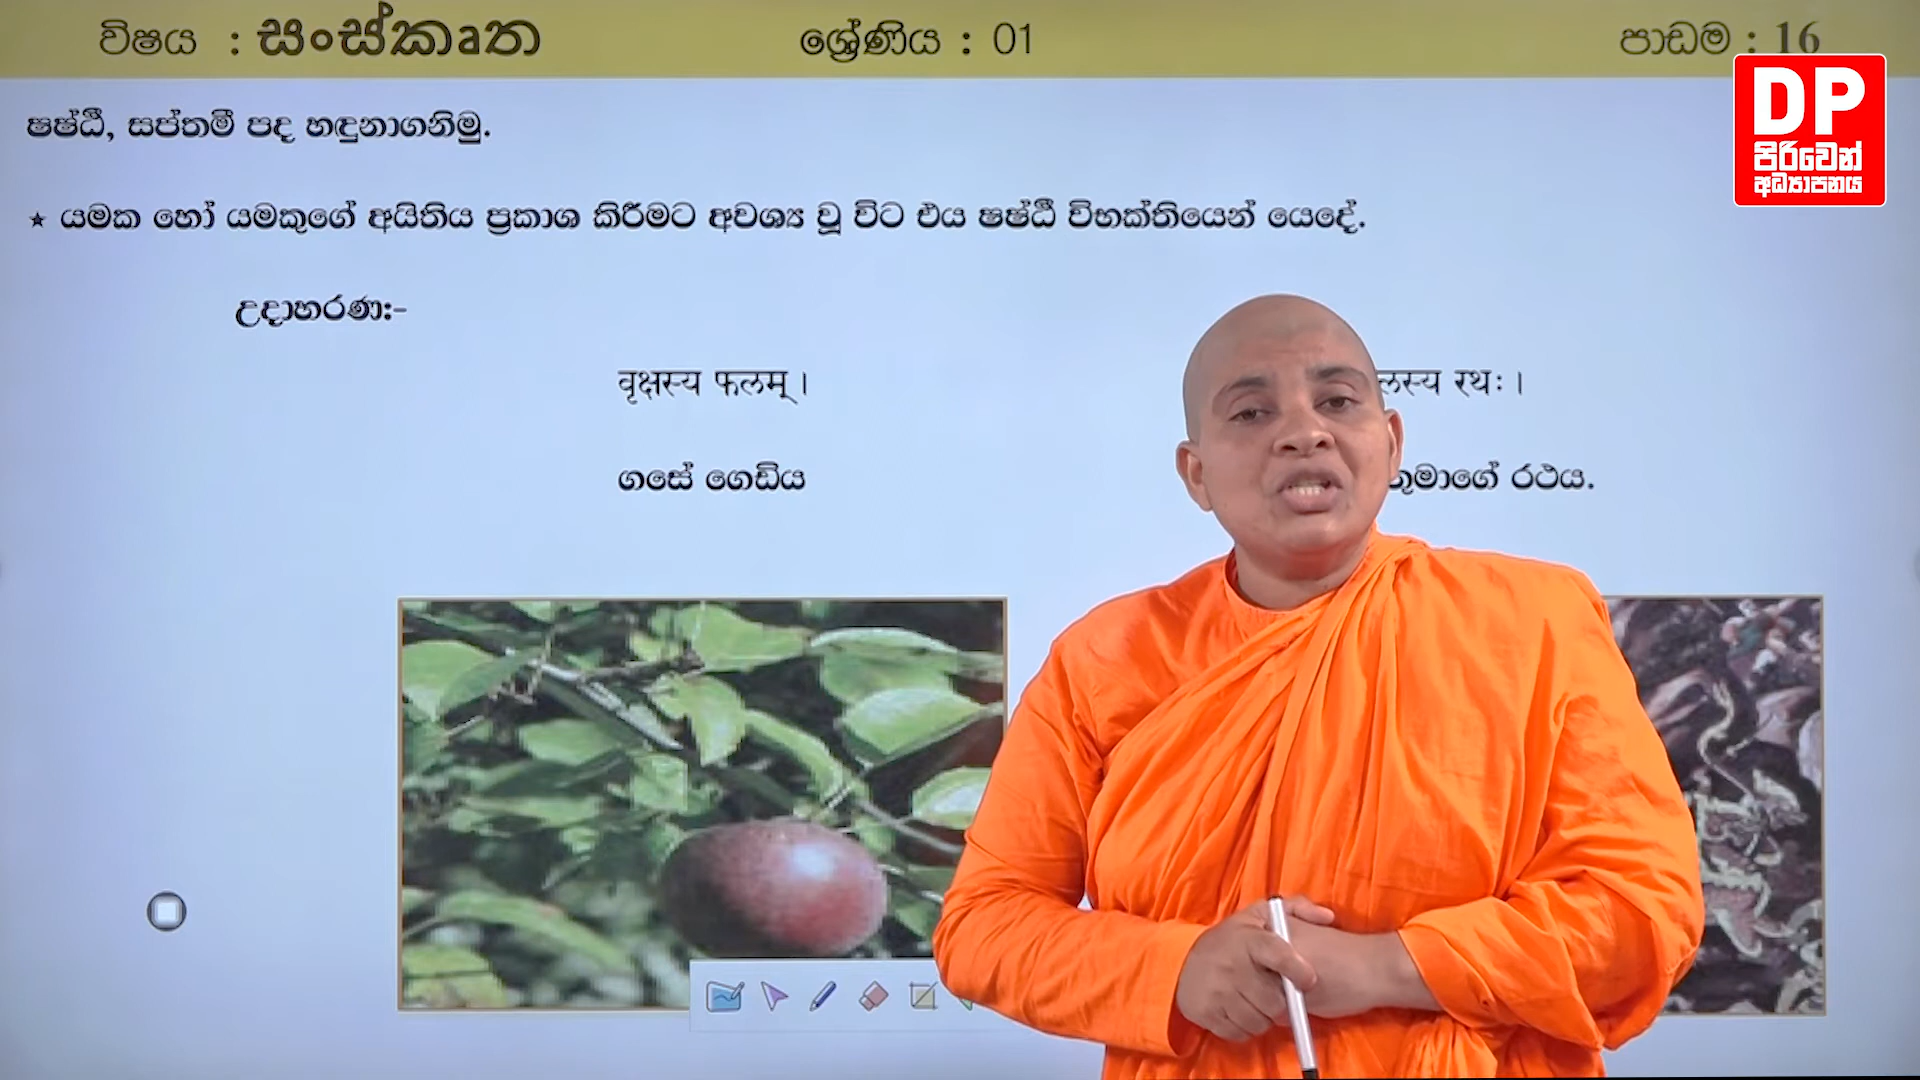 විෂය : සංස්කෘත ශ්‍රේණිය : 01 පාඩම : 16
DP
පිරිවෙන්
අධ්‍යාපනය
ෂෂ්ඨී, සප්තමී පද හඳුනාගනිමු.
★ යමක හෝ යමකුගේ අයිතිය ප්‍රකාශ කිරීමට අවශ්‍ය වූ විට එය ෂෂ්ඨී විභක්තියෙන් යෙදේ.
උදාහරණ:-
वृक्षस्य फलम् । लस्य रथः ।
ගසේ ගෙඩිය තුමාගේ රථය.